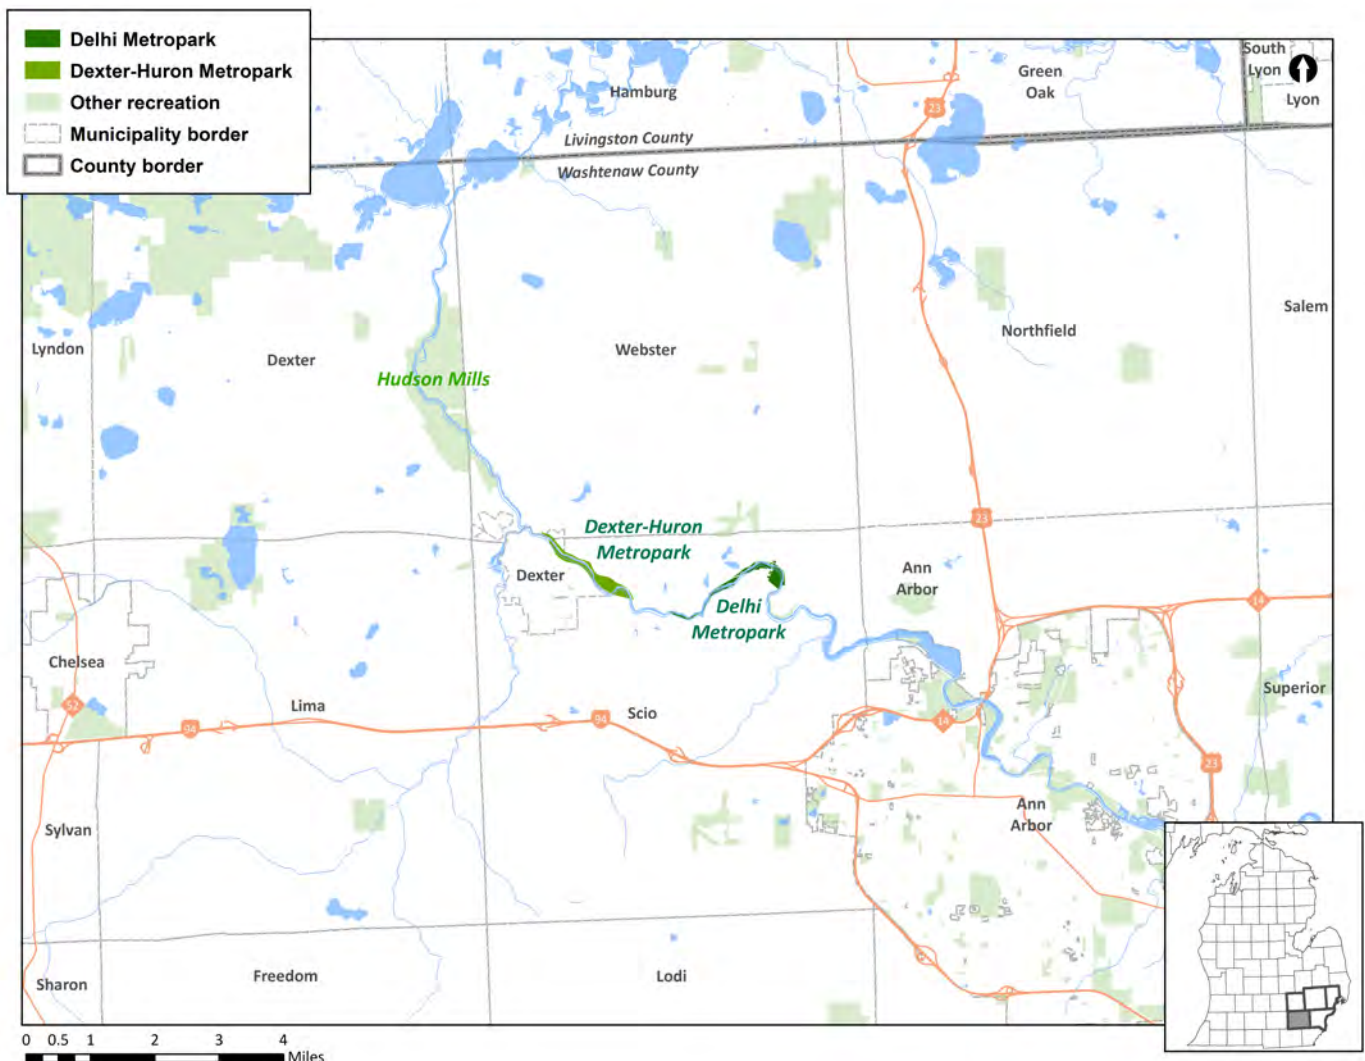 Delhi Metropark
Dexter-Huron Metropark
Other recreation
Municipality border
County border
South
Lyon
Lyon
Green
Oak
Hamburg
23
Livingston County
Washtenaw County
Salem
Northfield
Lyndon
Dexter
Webster
Hudson Mills
23
Dexter-Huron
Metropark
Dexter
Ann
Arbor
14
Delhi
Metropark
Chelsea
Superior
52
Lima
94
94
Scio
14
23
Ann
Arbor
Sylvan
Sharon
Freedom
Lodi
0 0.5 1 2 3 4
Miles